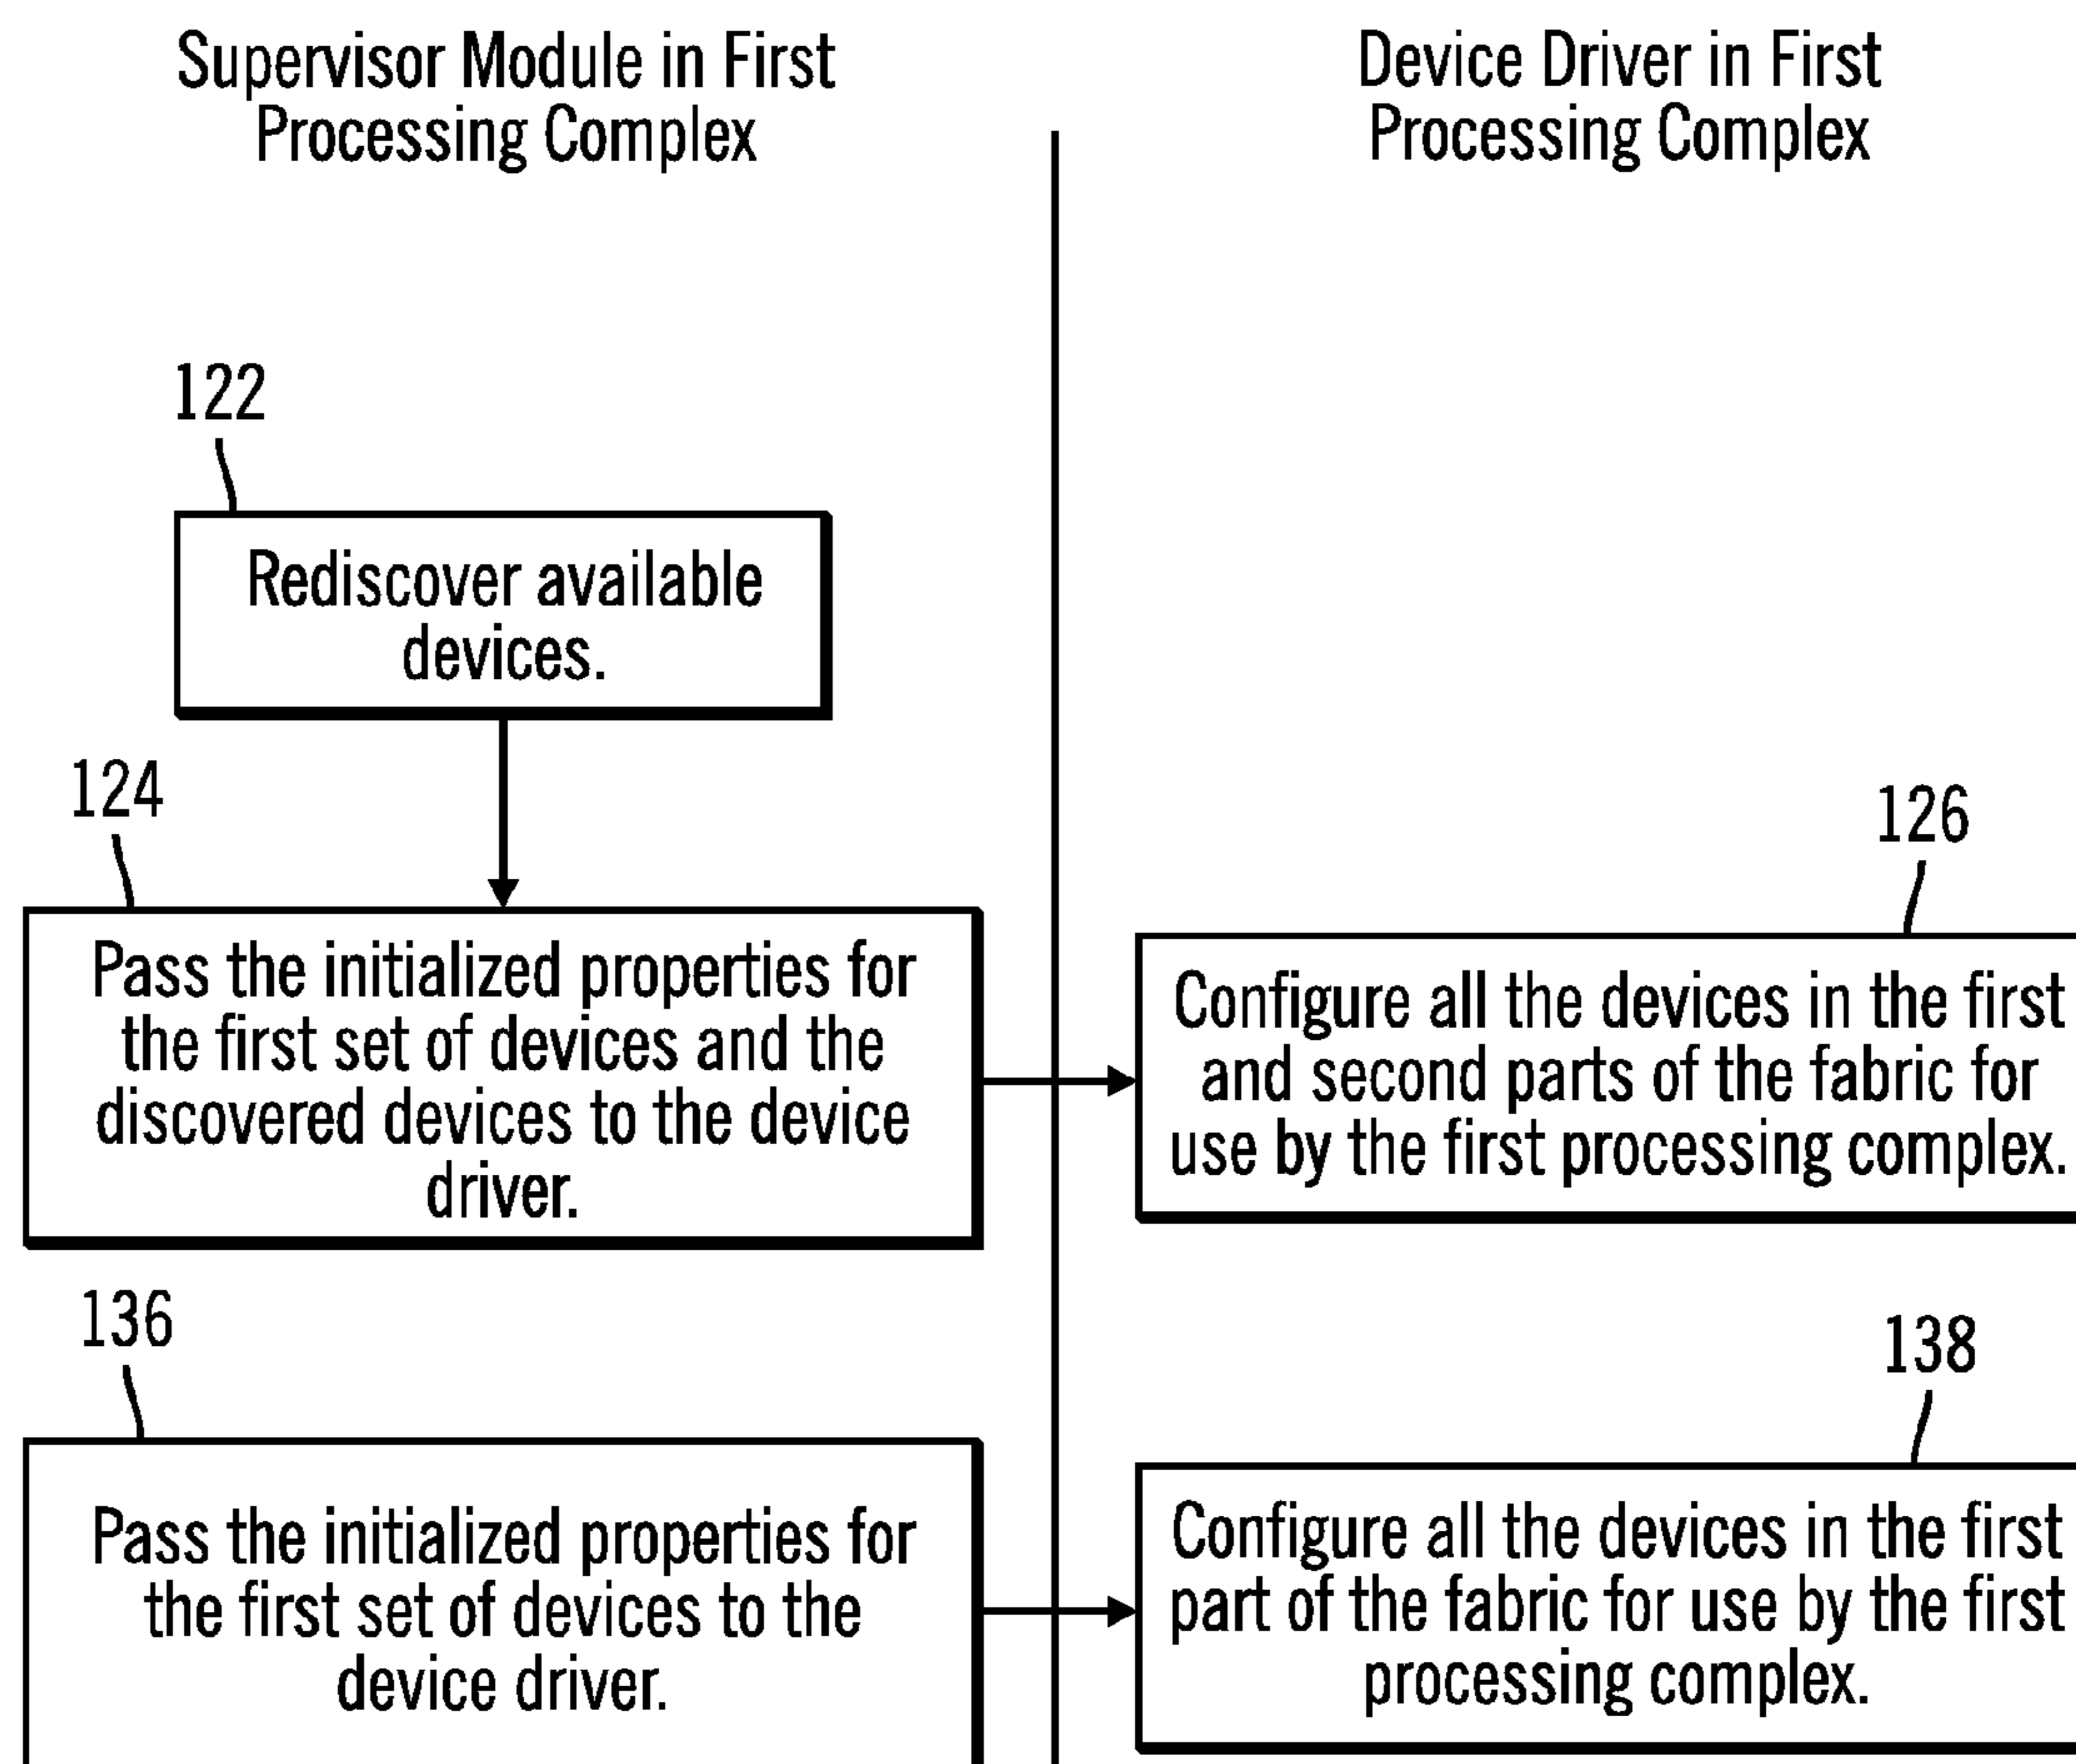 Supervisor Module in First
Processing Complex
Device Driver in First
Processing Complex
122
Rediscover available
devices.
124
Pass the initialized properties for
the first set of devices and the
discovered devices to the device
driver.
126
Configure all the devices in the first
and second parts of the fabric for
use by the first processing complex.
136
Pass the initialized properties for
the first set of devices to the
device driver.
138
Configure all the devices in the first
part of the fabric for use by the first
processing complex.